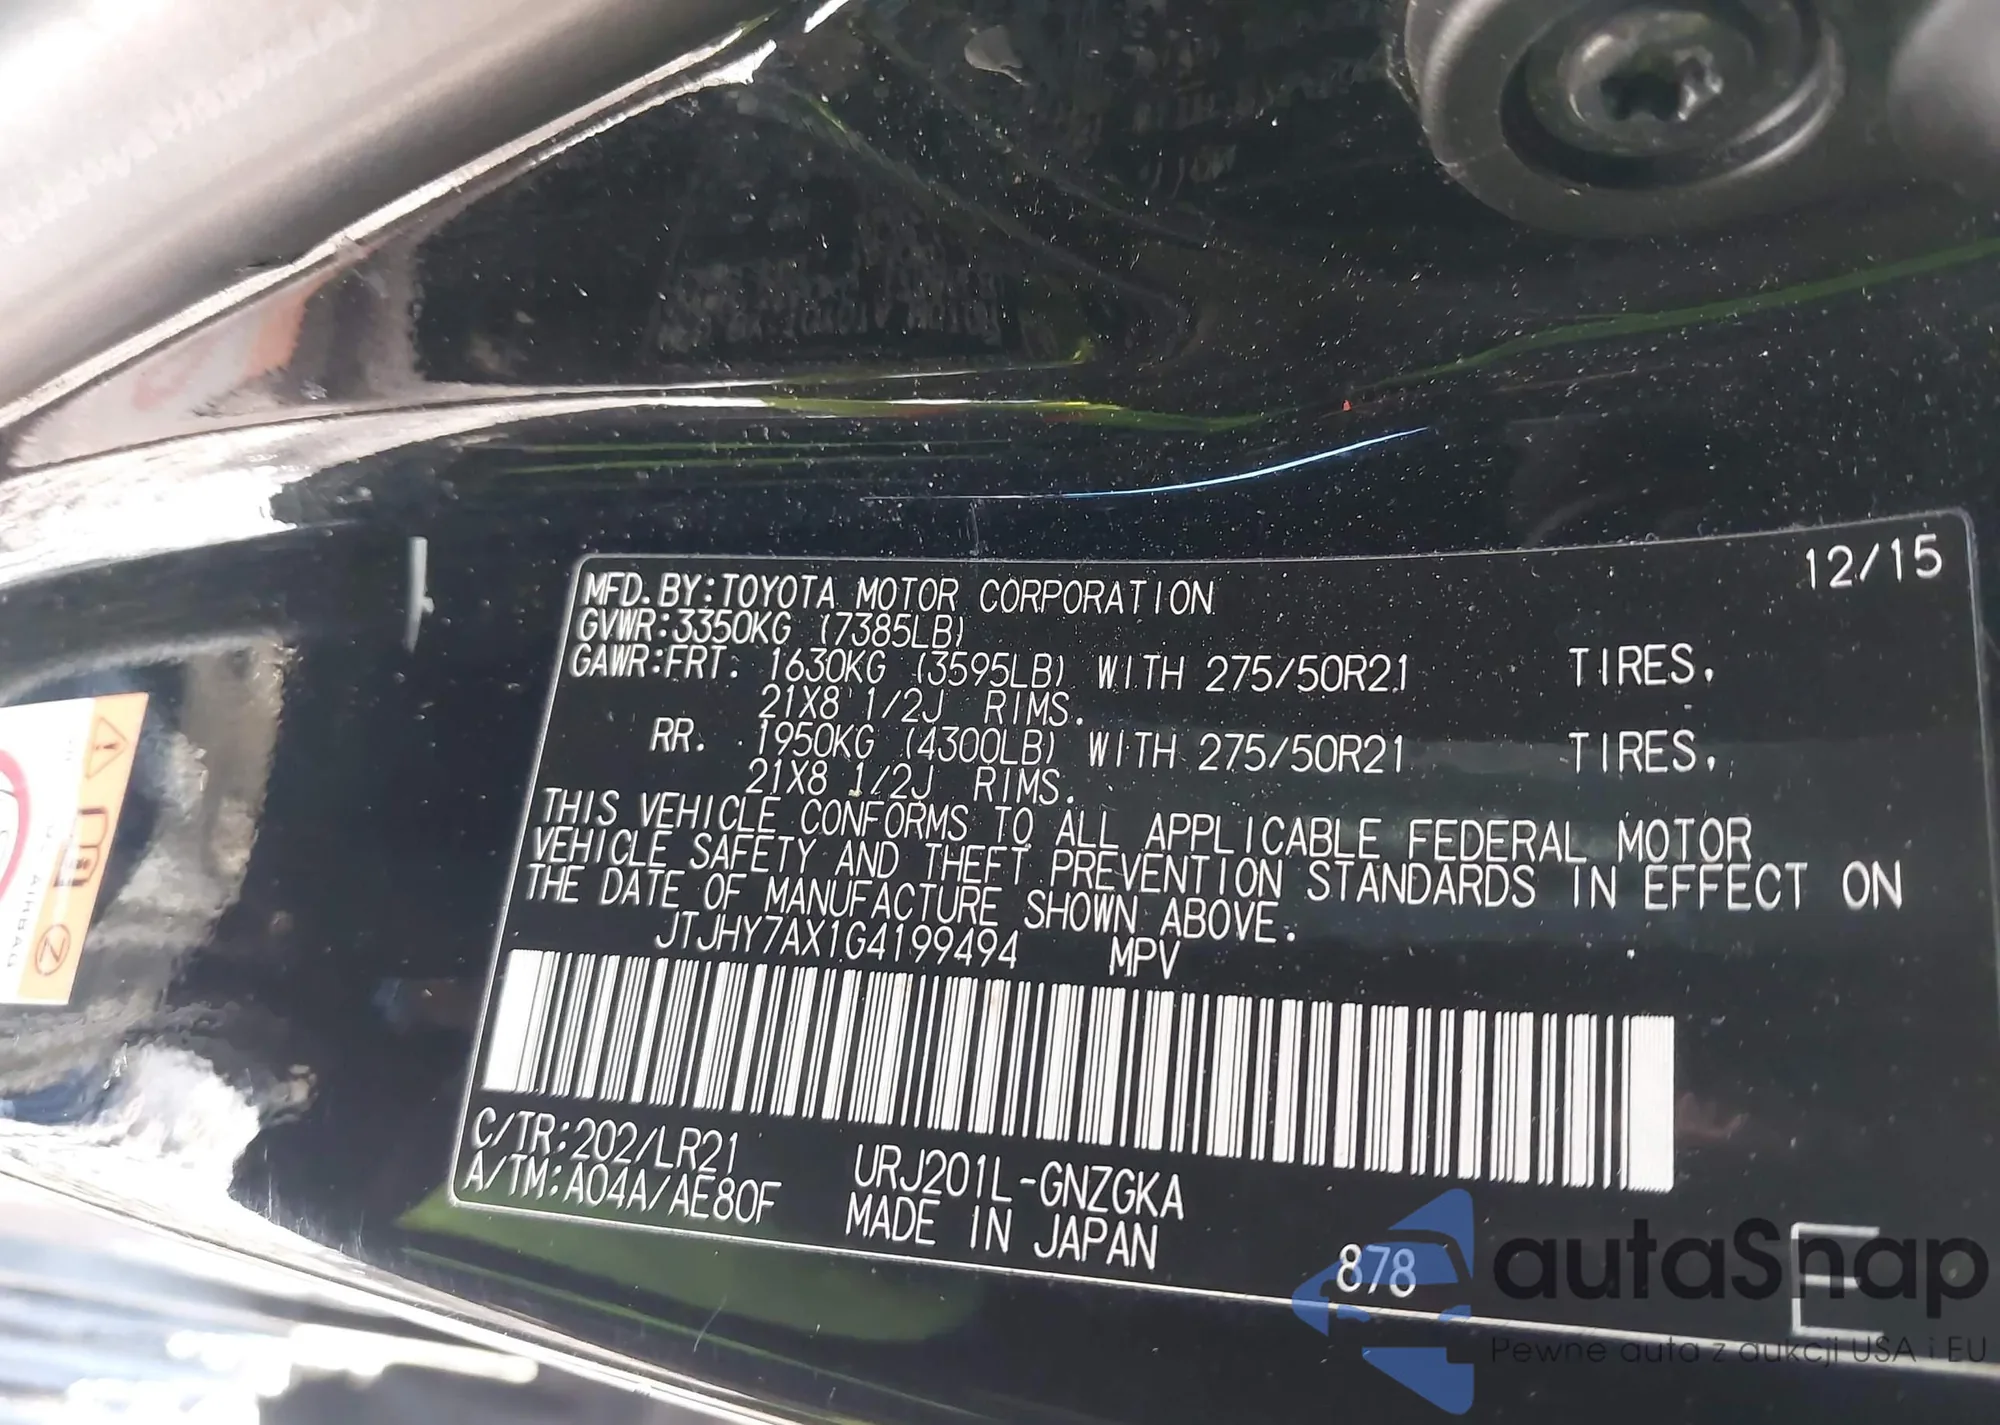 12/15
MFD.BY:TOYOTA MOTOR CORPORATION
GVWR:3350KG (7385LB)
GAWR:FRT. 1630KG (3595LB) WITH 275/50R21 TIRES,
21X8 1/2J RIMS.
RR. 1950KG (4300LB) WITH 275/50R21 TIRES,
21X8 1/2J RIMS.
THIS VEHICLE CONFORMS TO ALL APPLICABLE FEDERAL MOTOR
VEHICLE SAFETY AND THEFT PREVENTION STANDARDS IN EFFECT ON
THE DATE OF MANUFACTURE SHOWN ABOVE.
JTJHY7AX1G4199494 MPV
C/TR:202/LR21 URJ201L-GNZGKA
A/TM:A04A/AE80F MADE IN JAPAN
878
E
AIRBAG
autaSnap
Pewne auta z aukcji USA i EU